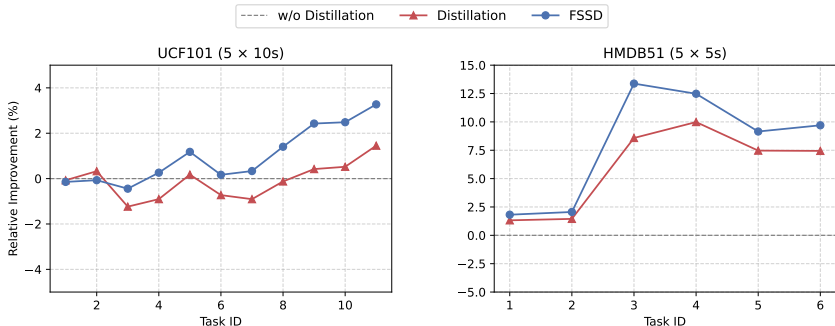 w/o Distillation Distillation FSSD
UCF101 (5 × 10s)
Relative Improvement (%)
4
2
0
−2
−4
2 4 6 8 10
Task ID
HMDB51 (5 × 5s)
15.0
12.5
10.0
7.5
5.0
2.5
0.0
−2.5
−5.0
1 2 3 4 5 6
Task ID